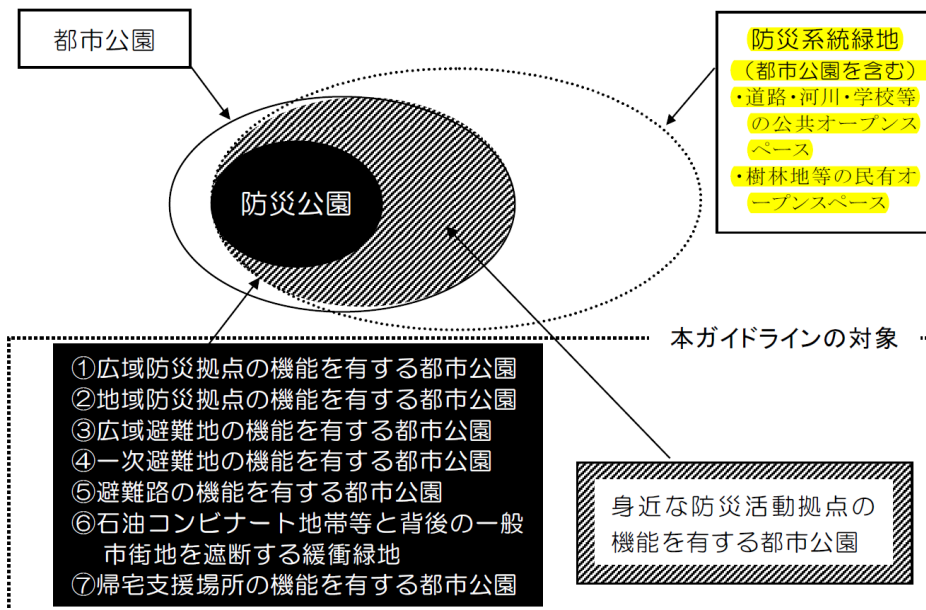 都市公園
防災系統緑地
（都市公園を含む）
・道路・河川・学校等
の公共オープンス
ペース
・樹林地等の民有オ
ープンスペース
防災公園
本ガイドラインの対象
①広域防災拠点の機能を有する都市公園
②地域防災拠点の機能を有する都市公園
③広域避難地の機能を有する都市公園
④一次避難地の機能を有する都市公園
⑤避難路の機能を有する都市公園
⑥石油コンビナート地帯等と背後の一般
市街地を遮断する緩衝緑地
⑦帰宅支援場所の機能を有する都市公園
身近な防災活動拠点の
機能を有する都市公園